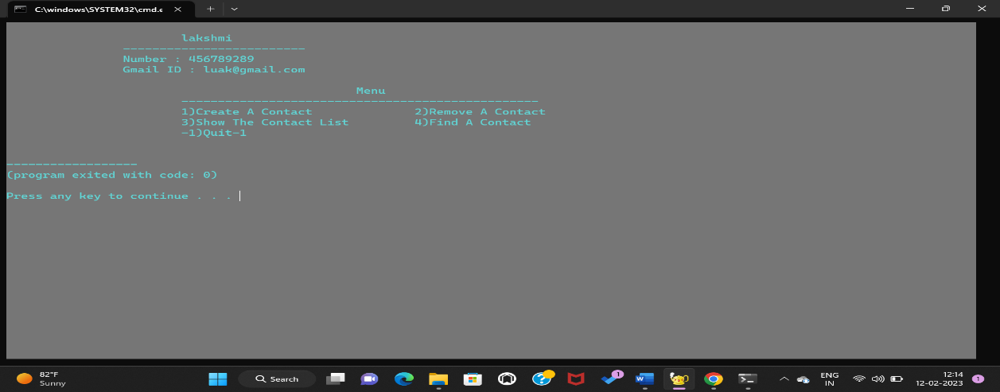 C:\windows\SYSTEM32\cmd.e
lakshmi
-------------------------
Number : 456789289
Gmail ID : luak@gmail.com
Menu
-------------------------------------------------
1)Create A Contact 2)Remove A Contact
3)Show The Contact List 4)Find A Contact
-1)Quit-1
------------------
(program exited with code: 0)
Press any key to continue . . .
82°F
Sunny
Search
1
W
ENG
IN
12:14
12-02-2023
1